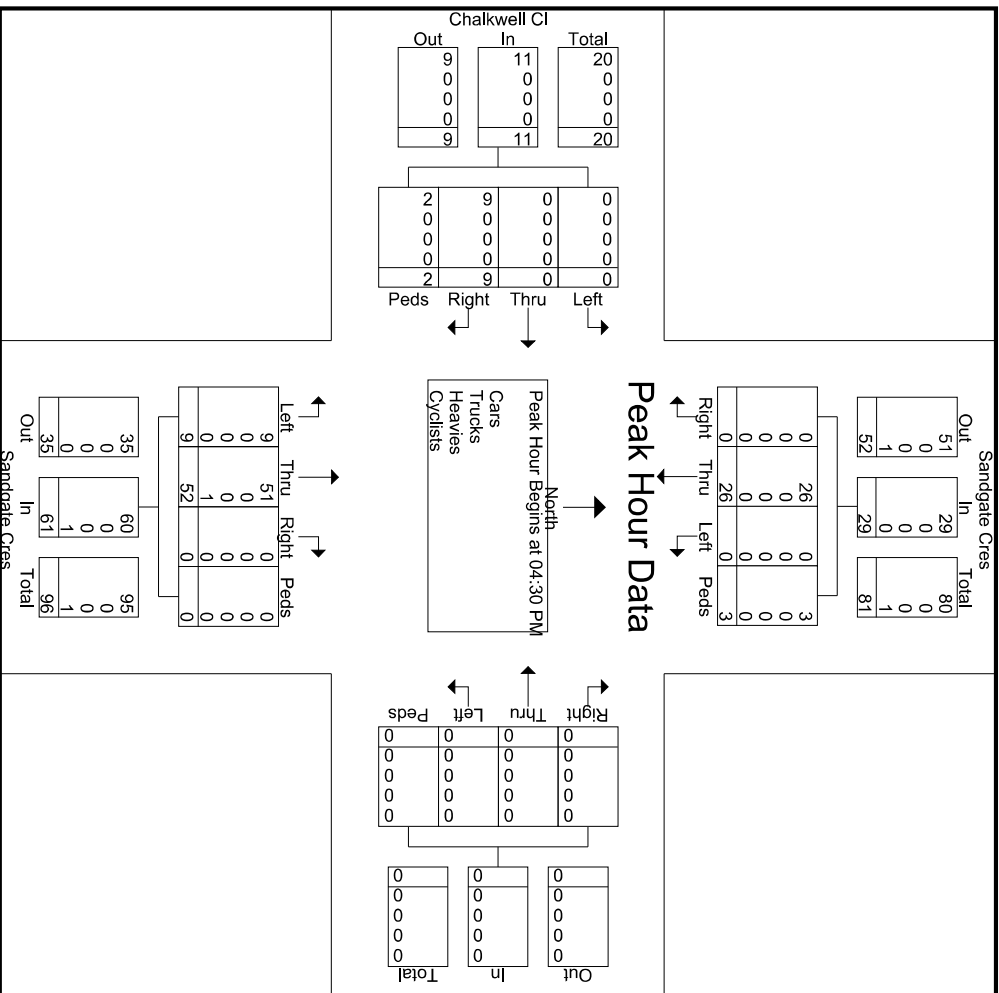 Chalkwell Cl
Out In Total
9 11 20
0 0 0
0 0 0
0 0 0
9 11 20
2 9 0 0
0 0 0 0
0 0 0 0
0 0 0 0
2 9 0 0
Peds Right Thru Left
Sandgate Cres
Out In Total
51 29 80
0 0 0
0 0 0
1 0 1
52 29 81
0 26 0 3
0 0 0 0
0 0 0 0
0 0 0 0
0 26 0 3
Right Thru Left Peds
Peak Hour Data
North
Peak Hour Begins at 04:30 PM
Cars
Trucks
Heavies
Cyclists
Left Thru Right Peds
9 51 0 0
0 0 0 0
0 0 0 0
0 1 0 0
9 52 0 0
35 60 95
0 0 0
0 0 0
0 1 1
35 61 96
Out In Total
Sandgate Cres
Right Thru Left Peds
0 0 0 0
0 0 0 0
0 0 0 0
0 0 0 0
0 0 0 0
0 0 0
0 0 0
0 0 0
0 0 0
0 0 0
Out In Total